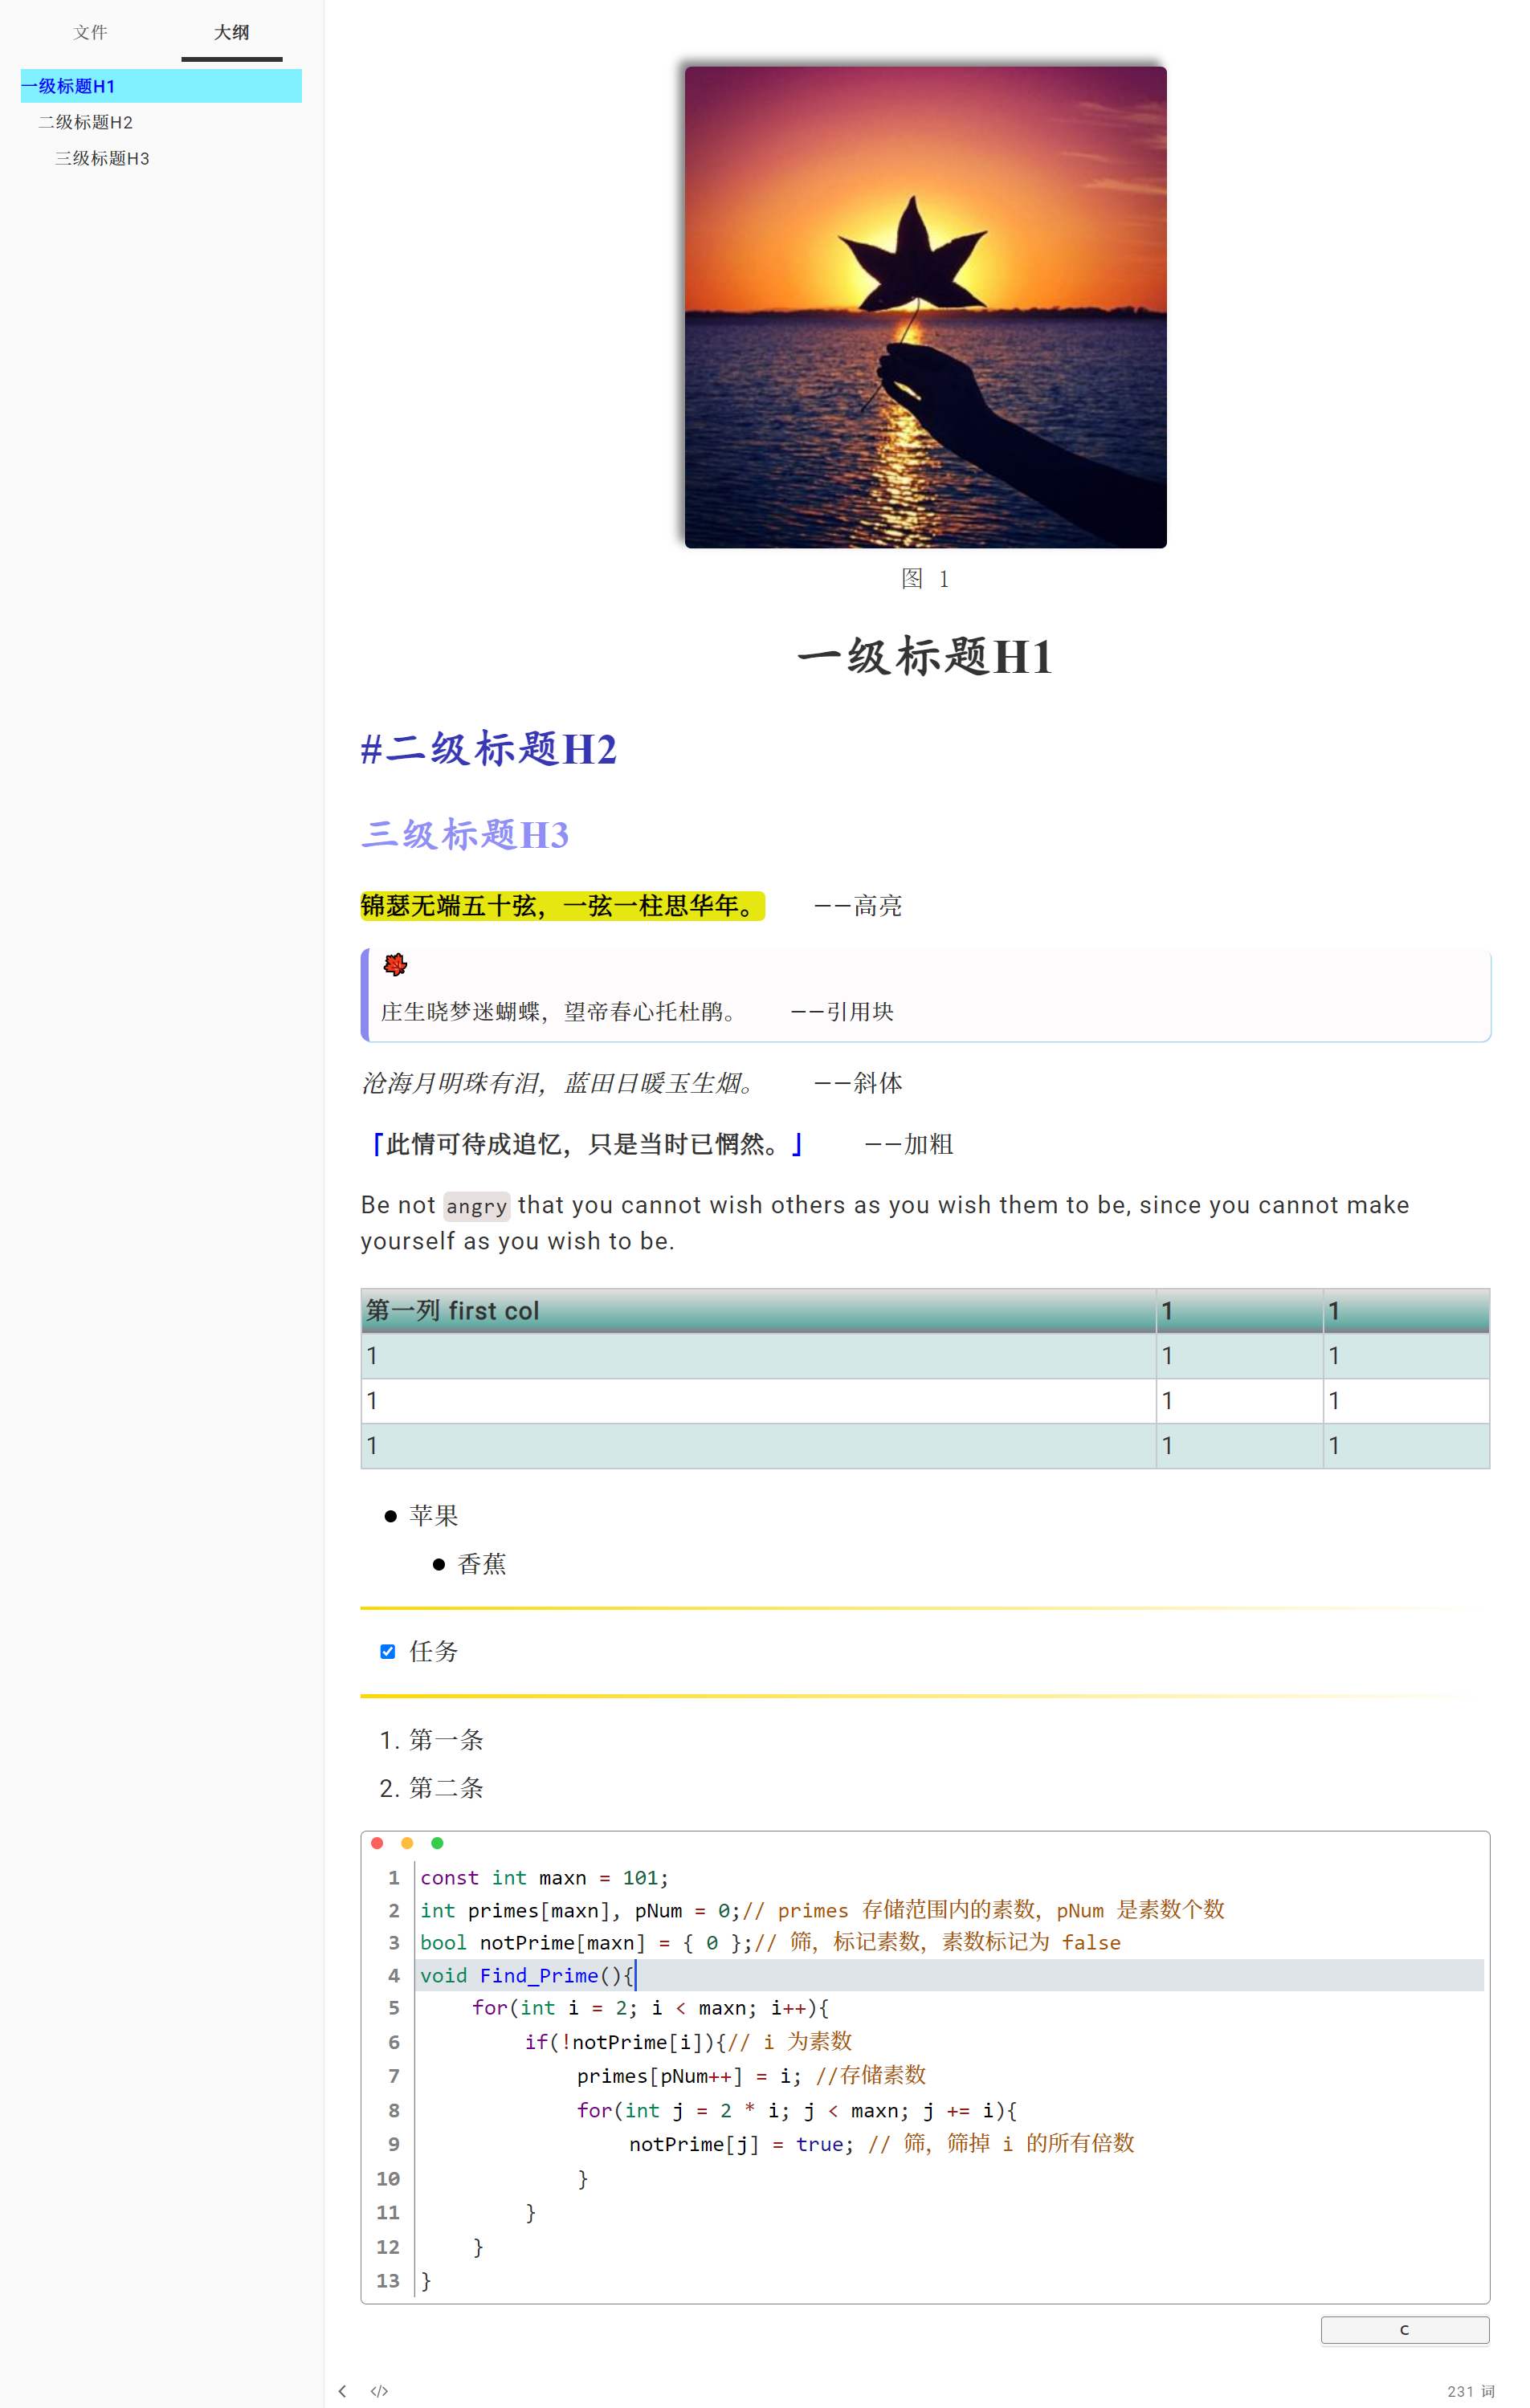 文件 大纲
一级标题H1
二级标题H2
三级标题H3
图 1
一级标题H1
#二级标题H2
三级标题H3
锦瑟无端五十弦，一弦一柱思华年。 ——高亮
庄生晓梦迷蝴蝶，望帝春心托杜鹃。 ——引用块
沧海月明珠有泪，蓝田日暖玉生烟。 ——斜体
「此情可待成追忆，只是当时已惘然。」 ——加粗
Be not angry that you cannot wish others as you wish them to be, since you cannot make
yourself as you wish to be.
第一列 first col 1 1
1 1 1
1 1 1
1 1 1
苹果
香蕉
任务
1. 第一条
2. 第二条
1 const int maxn = 101;
2 int primes[maxn], pNum = 0;// primes 存储范围内的素数，pNum 是素数个数
3 bool notPrime[maxn] = { 0 };// 筛，标记素数，素数标记为 false
4 void Find_Prime(){
5 for(int i = 2; i < maxn; i++){
6 if(!notPrime[i]){// i 为素数
7 primes[pNum++] = i; //存储素数
8 for(int j = 2 * i; j < maxn; j += i){
9 notPrime[j] = true; // 筛，筛掉 i 的所有倍数
10 }
11 }
12 }
13 }
c
</> 231 词